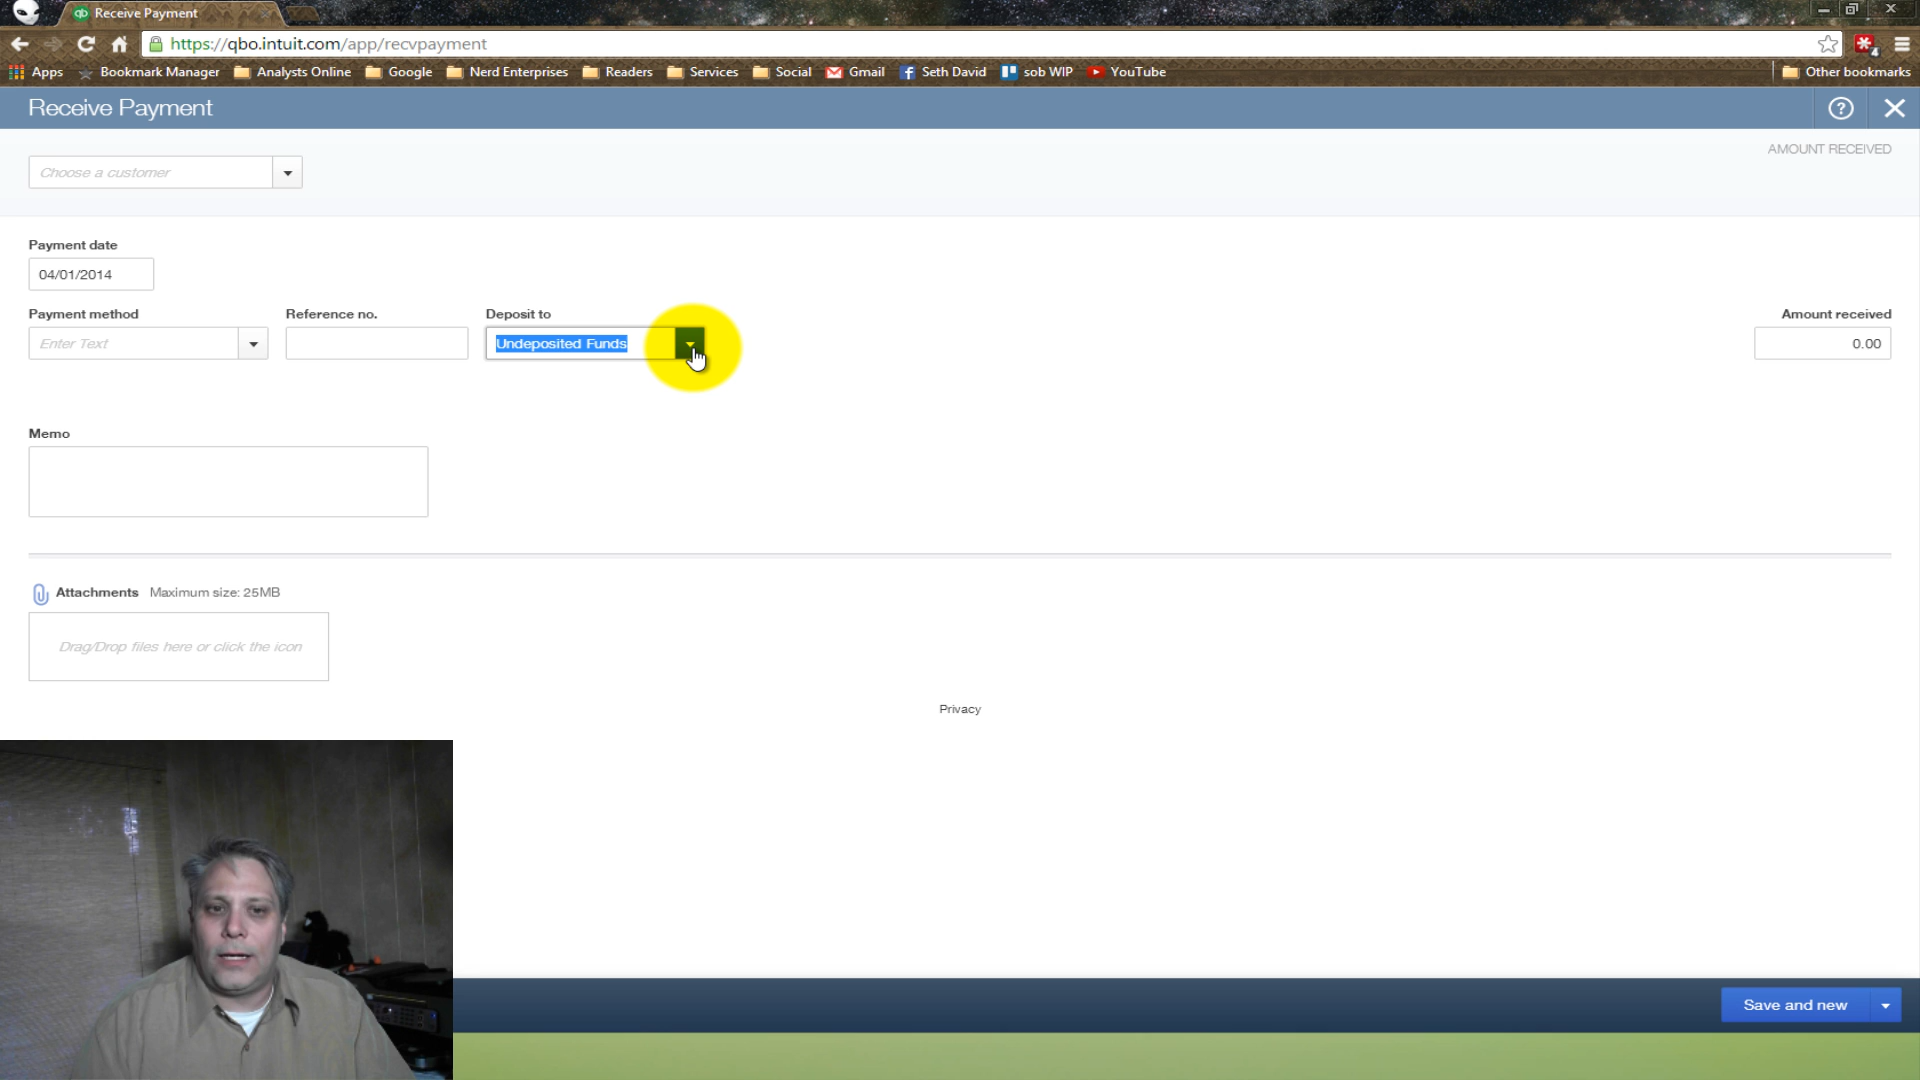 Receive Payment
https://qbo.intuit.com/app/recvpayment
4
Apps Bookmark Manager Analysts Online Google Nerd Enterprises Readers Services Social Gmail Seth David sob WIP YouTube Other bookmarks
Receive Payment
?
AMOUNT RECEIVED
Choose a customer
Payment date
04/01/2014
Payment method Reference no. Deposit to Amount received
Enter Text Undeposited Funds 0.00
Memo
Attachments Maximum size: 25MB
Drag/Drop files here or click the icon
Privacy
Save and new